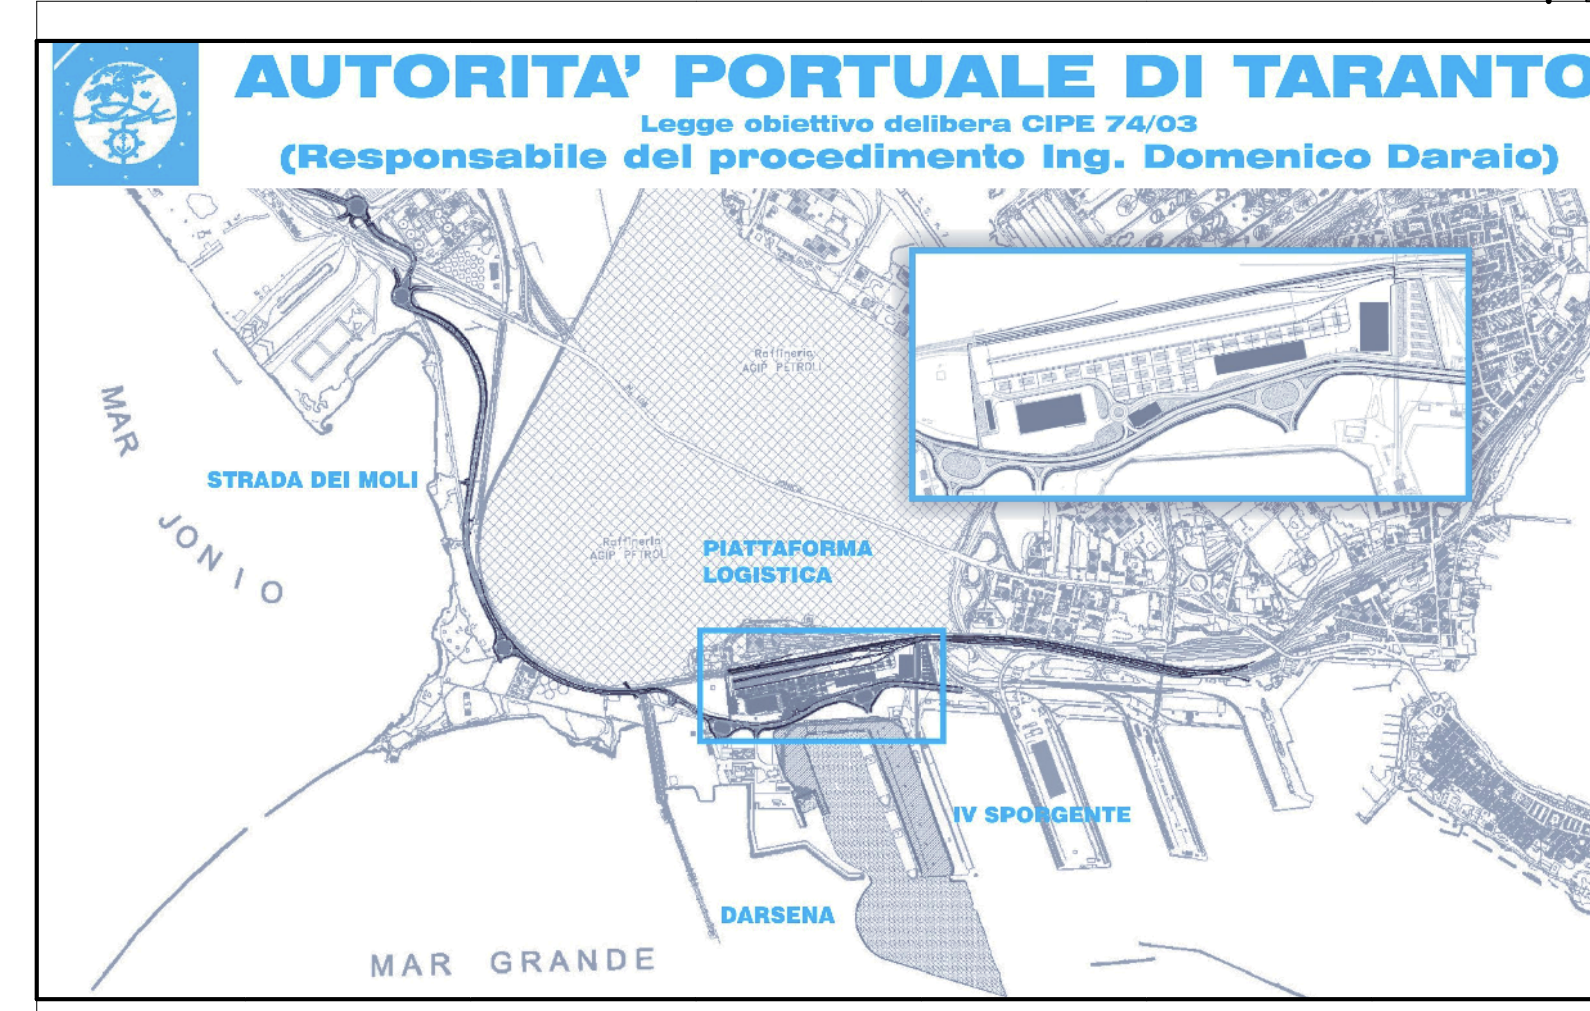 AUTORITA' PORTUALE DI TARANTO
Legge obiettivo delibera CIPE 74/03
(Responsabile del procedimento Ing. Domenico Daraio)
Raffineria
AGIP PETROLI
MAR
JONIO
STRADA DEI MOLI
Raffineria
AGIP PETROLI
PIATTAFORMA
LOGISTICA
IV SPORGENTE
DARSENA
MAR GRANDE